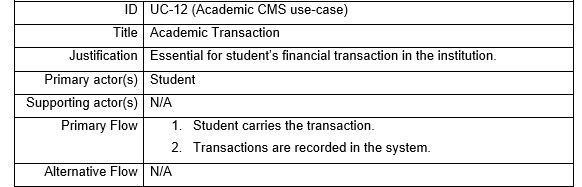 ID UC-12 (Academic CMS use-case)
Title Academic Transaction
Justification Essential for student's financial transaction in the institution.
Primary actor(s) Student
Supporting actor(s) N/A
Primary Flow 1. Student carries the transaction.
2. Transactions are recorded in the system.
Alternative Flow N/A